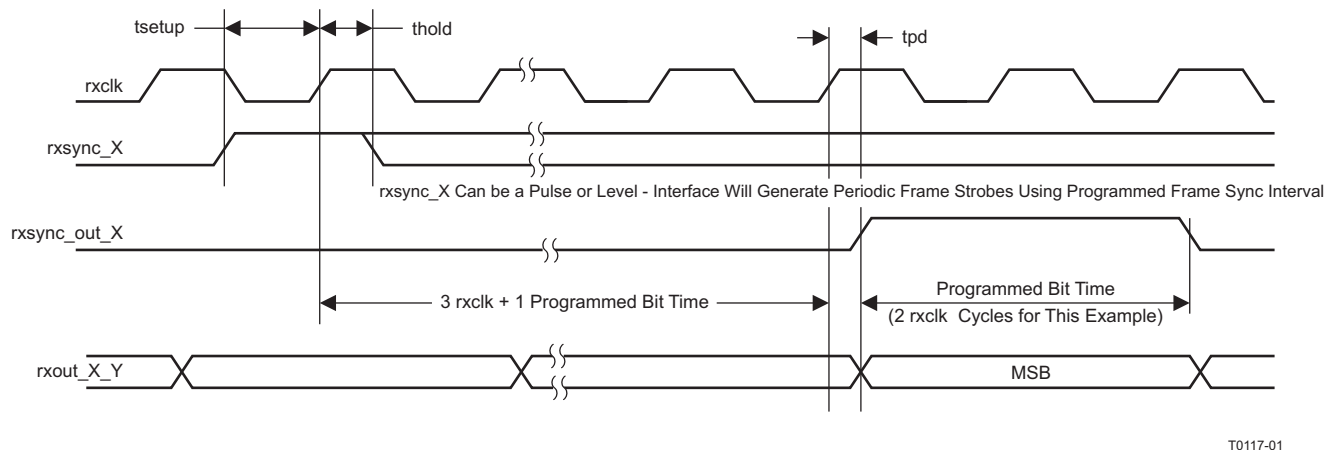 tsetup
thold
tpd
rxclk
rxsync_X
rxsync_X Can be a Pulse or Level - Interface Will Generate Periodic Frame Strobes Using Programmed Frame Sync Interval
rxsync_out_X
3 rxclk + 1 Programmed Bit Time
Programmed Bit Time
(2 rxclk Cycles for This Example)
rxout_X_Y
MSB
T0117-01